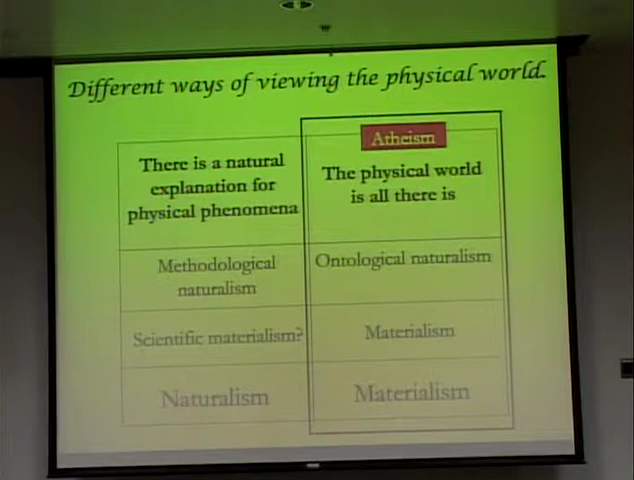 Different ways of viewing the physical world.
Atheism
There is a natural
explanation for
physical phenomena
The physical world
is all there is
Methodological
naturalism
Ontological naturalism
Scientific materialism?
Materialism
Naturalism
Materialism